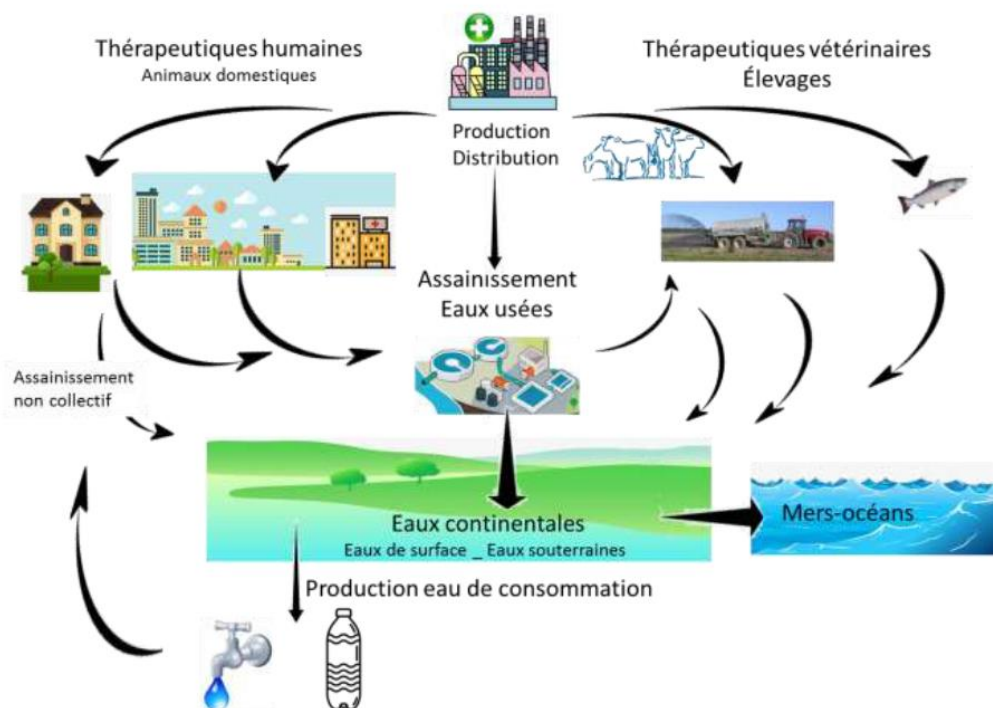 Thérapeutiques humaines
Animaux domestiques
Thérapeutiques vétérinaires
Élevages
Production
Distribution
Assainissement
Eaux usées
Assainissement
non collectif
Eaux continentales
Eaux de surface _ Eaux souterraines
Mers-océans
Production eau de consommation